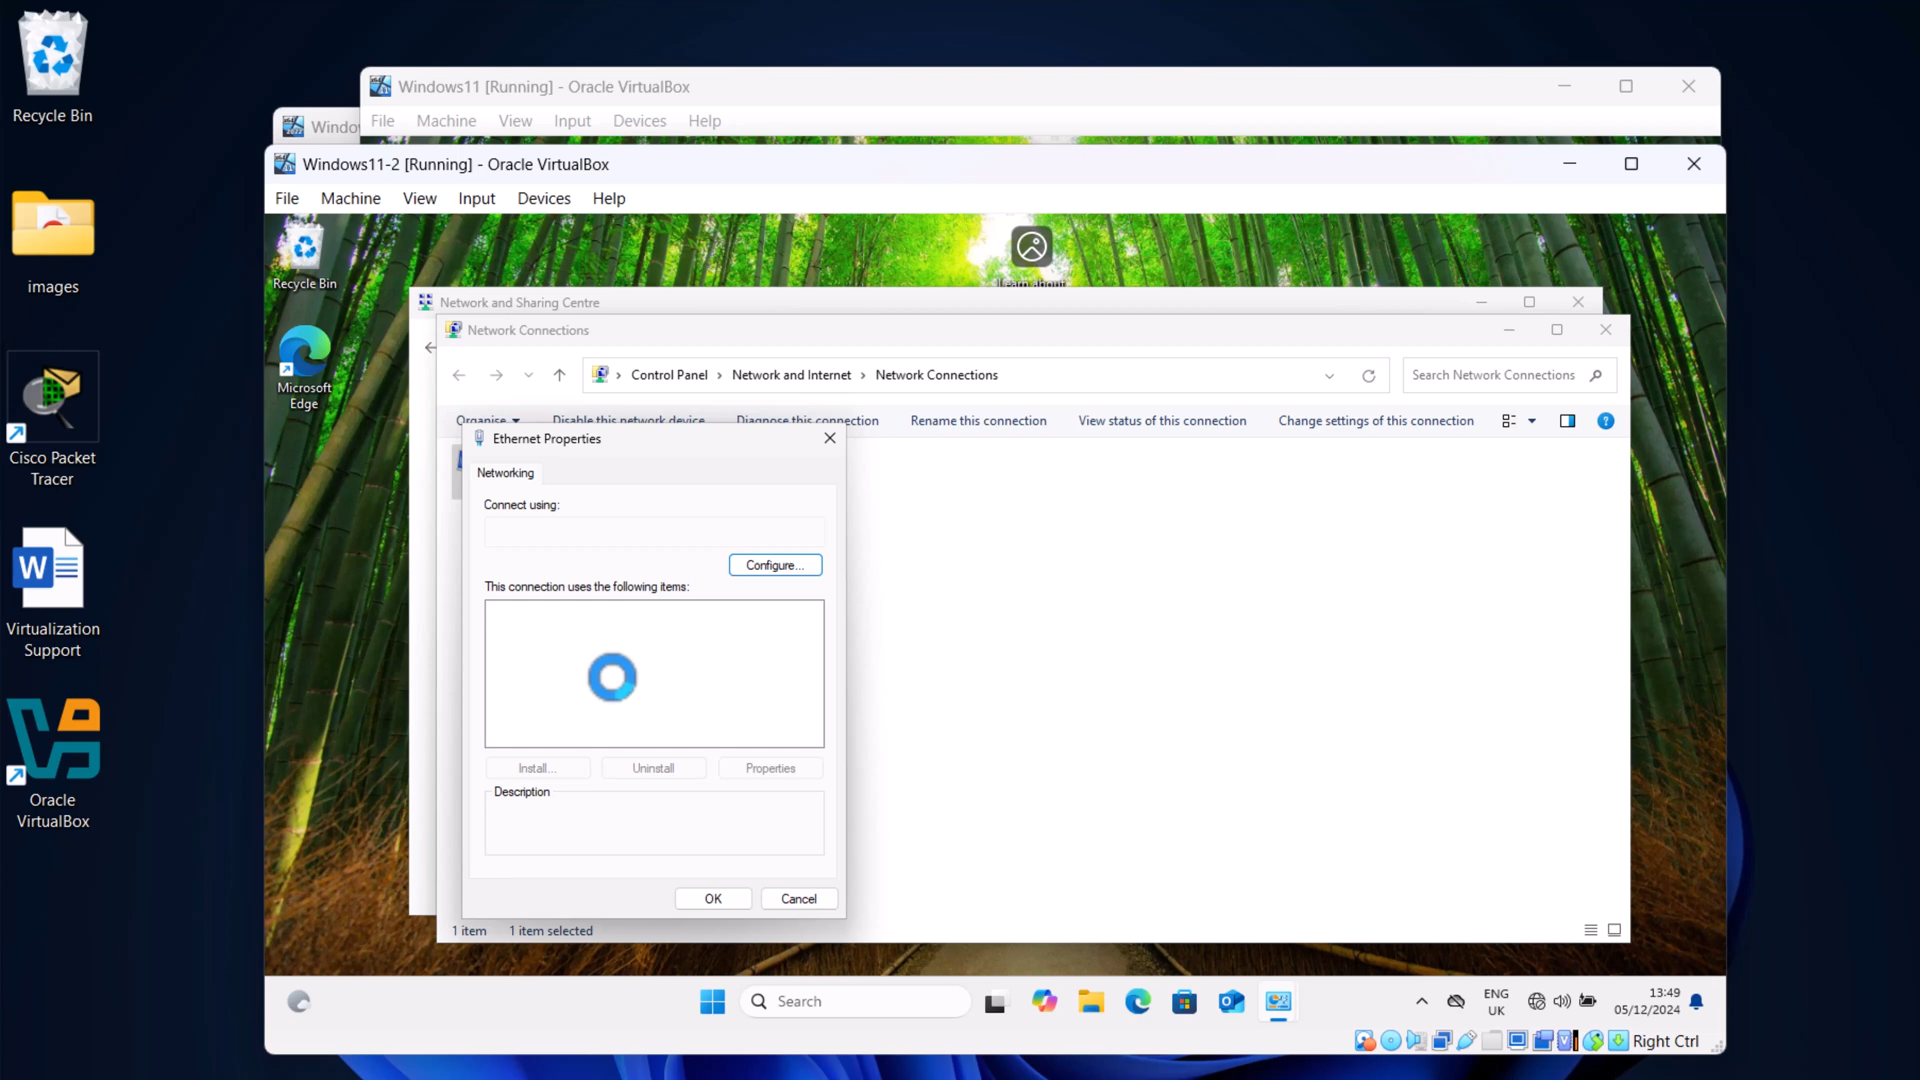 Recycle Bin
images
Cisco Packet
Tracer
Virtualization
Support
Oracle
VirtualBox
Windows11 [Running] - Oracle VirtualBox
File Machine View Input Devices Help
Windows11-2 [Running] - Oracle VirtualBox
File Machine View Input Devices Help
Recycle Bin
Microsoft
Edge
Learn about
Network and Sharing Centre
Network Connections
Control Panel > Network and Internet > Network Connections
Search Network Connections
Organise Disable this network device Diagnose this connection Rename this connection View status of this connection Change settings of this connection
Ethernet Properties
Networking
Connect using:
Configure...
This connection uses the following items:
Install... Uninstall Properties
Description
OK Cancel
1 item 1 item selected
Search
ENG
UK
13:49
05/12/2024
Right Ctrl